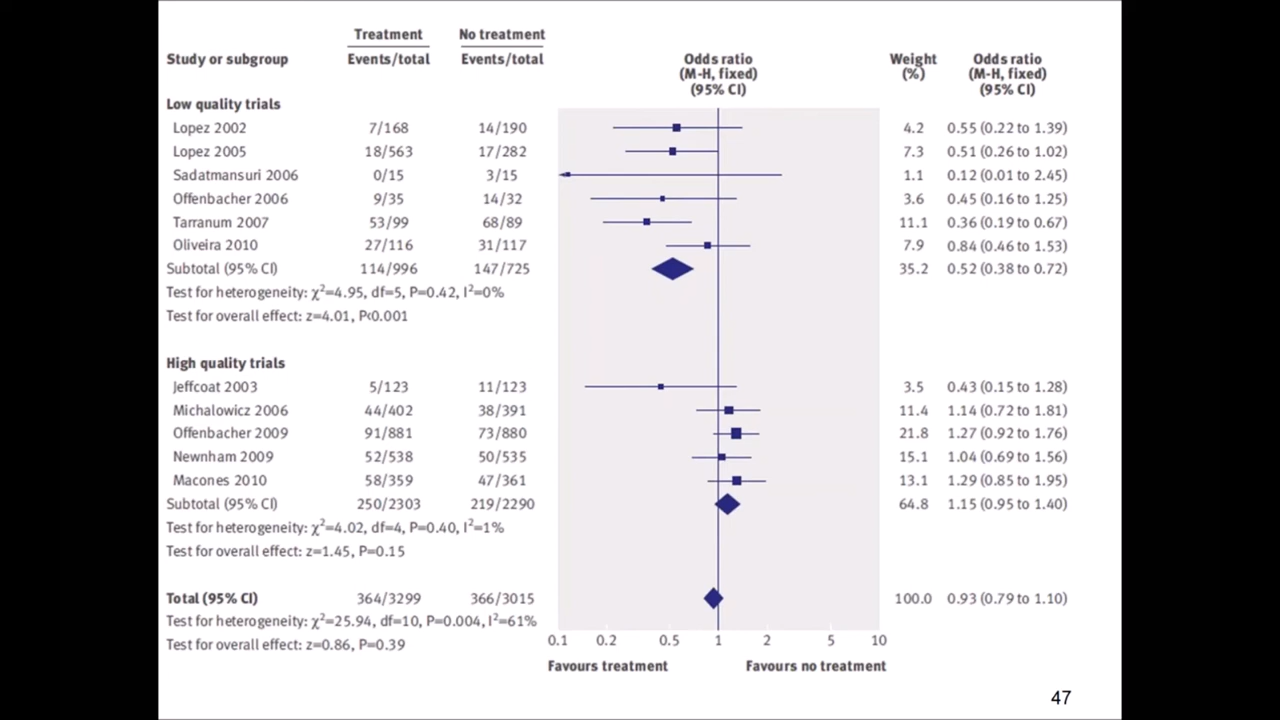 Treatment No treatment
Study or subgroup Events/total Events/total Odds ratio (M-H, fixed) (95% CI) Weight (%) Odds ratio (M-H, fixed) (95% CI)
Low quality trials
Lopez 2002 7/168 14/190 4.2 0.55 (0.22 to 1.39)
Lopez 2005 18/563 17/282 7.3 0.51 (0.26 to 1.02)
Sadatmansuri 2006 0/15 3/15 1.1 0.12 (0.01 to 2.45)
Offenbacher 2006 9/35 14/32 3.6 0.45 (0.16 to 1.25)
Tarranum 2007 53/99 68/89 11.1 0.36 (0.19 to 0.67)
Oliveira 2010 27/116 31/117 7.9 0.84 (0.46 to 1.53)
Subtotal (95% CI) 114/996 147/725 35.2 0.52 (0.38 to 0.72)
Test for heterogeneity: χ²=4.95, df=5, P=0.42, I²=0%
Test for overall effect: z=4.01, P<0.001
High quality trials
Jeffcoat 2003 5/123 11/123 3.5 0.43 (0.15 to 1.28)
Michalowicz 2006 44/402 38/391 11.4 1.14 (0.72 to 1.81)
Offenbacher 2009 91/881 73/880 21.8 1.27 (0.92 to 1.76)
Newnham 2009 52/538 50/535 15.1 1.04 (0.69 to 1.56)
Macones 2010 58/359 47/361 13.1 1.29 (0.85 to 1.95)
Subtotal (95% CI) 250/2303 219/2290 64.8 1.15 (0.95 to 1.40)
Test for heterogeneity: χ²=4.02, df=4, P=0.40, I²=1%
Test for overall effect: z=1.45, P=0.15
Total (95% CI) 364/3299 366/3015 100.0 0.93 (0.79 to 1.10)
Test for heterogeneity: χ²=25.94, df=10, P=0.004, I²=61%
Test for overall effect: z=0.86, P=0.39
0.1 0.2 0.5 1 2 5 10
Favours treatment Favours no treatment
47